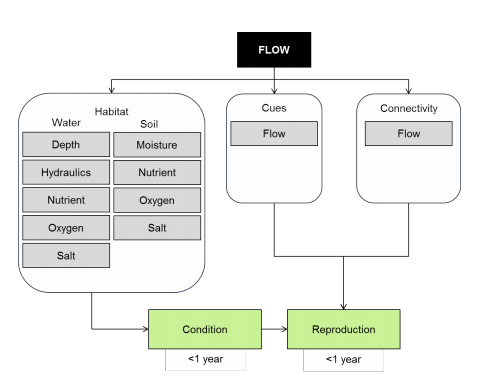 FLOW
Habitat
Water
Soil
Depth
Moisture
Hydraulics
Nutrient
Nutrient
Oxygen
Oxygen
Salt
Salt
Cues
Flow
Connectivity
Flow
Condition
<1 year
Reproduction
<1 year